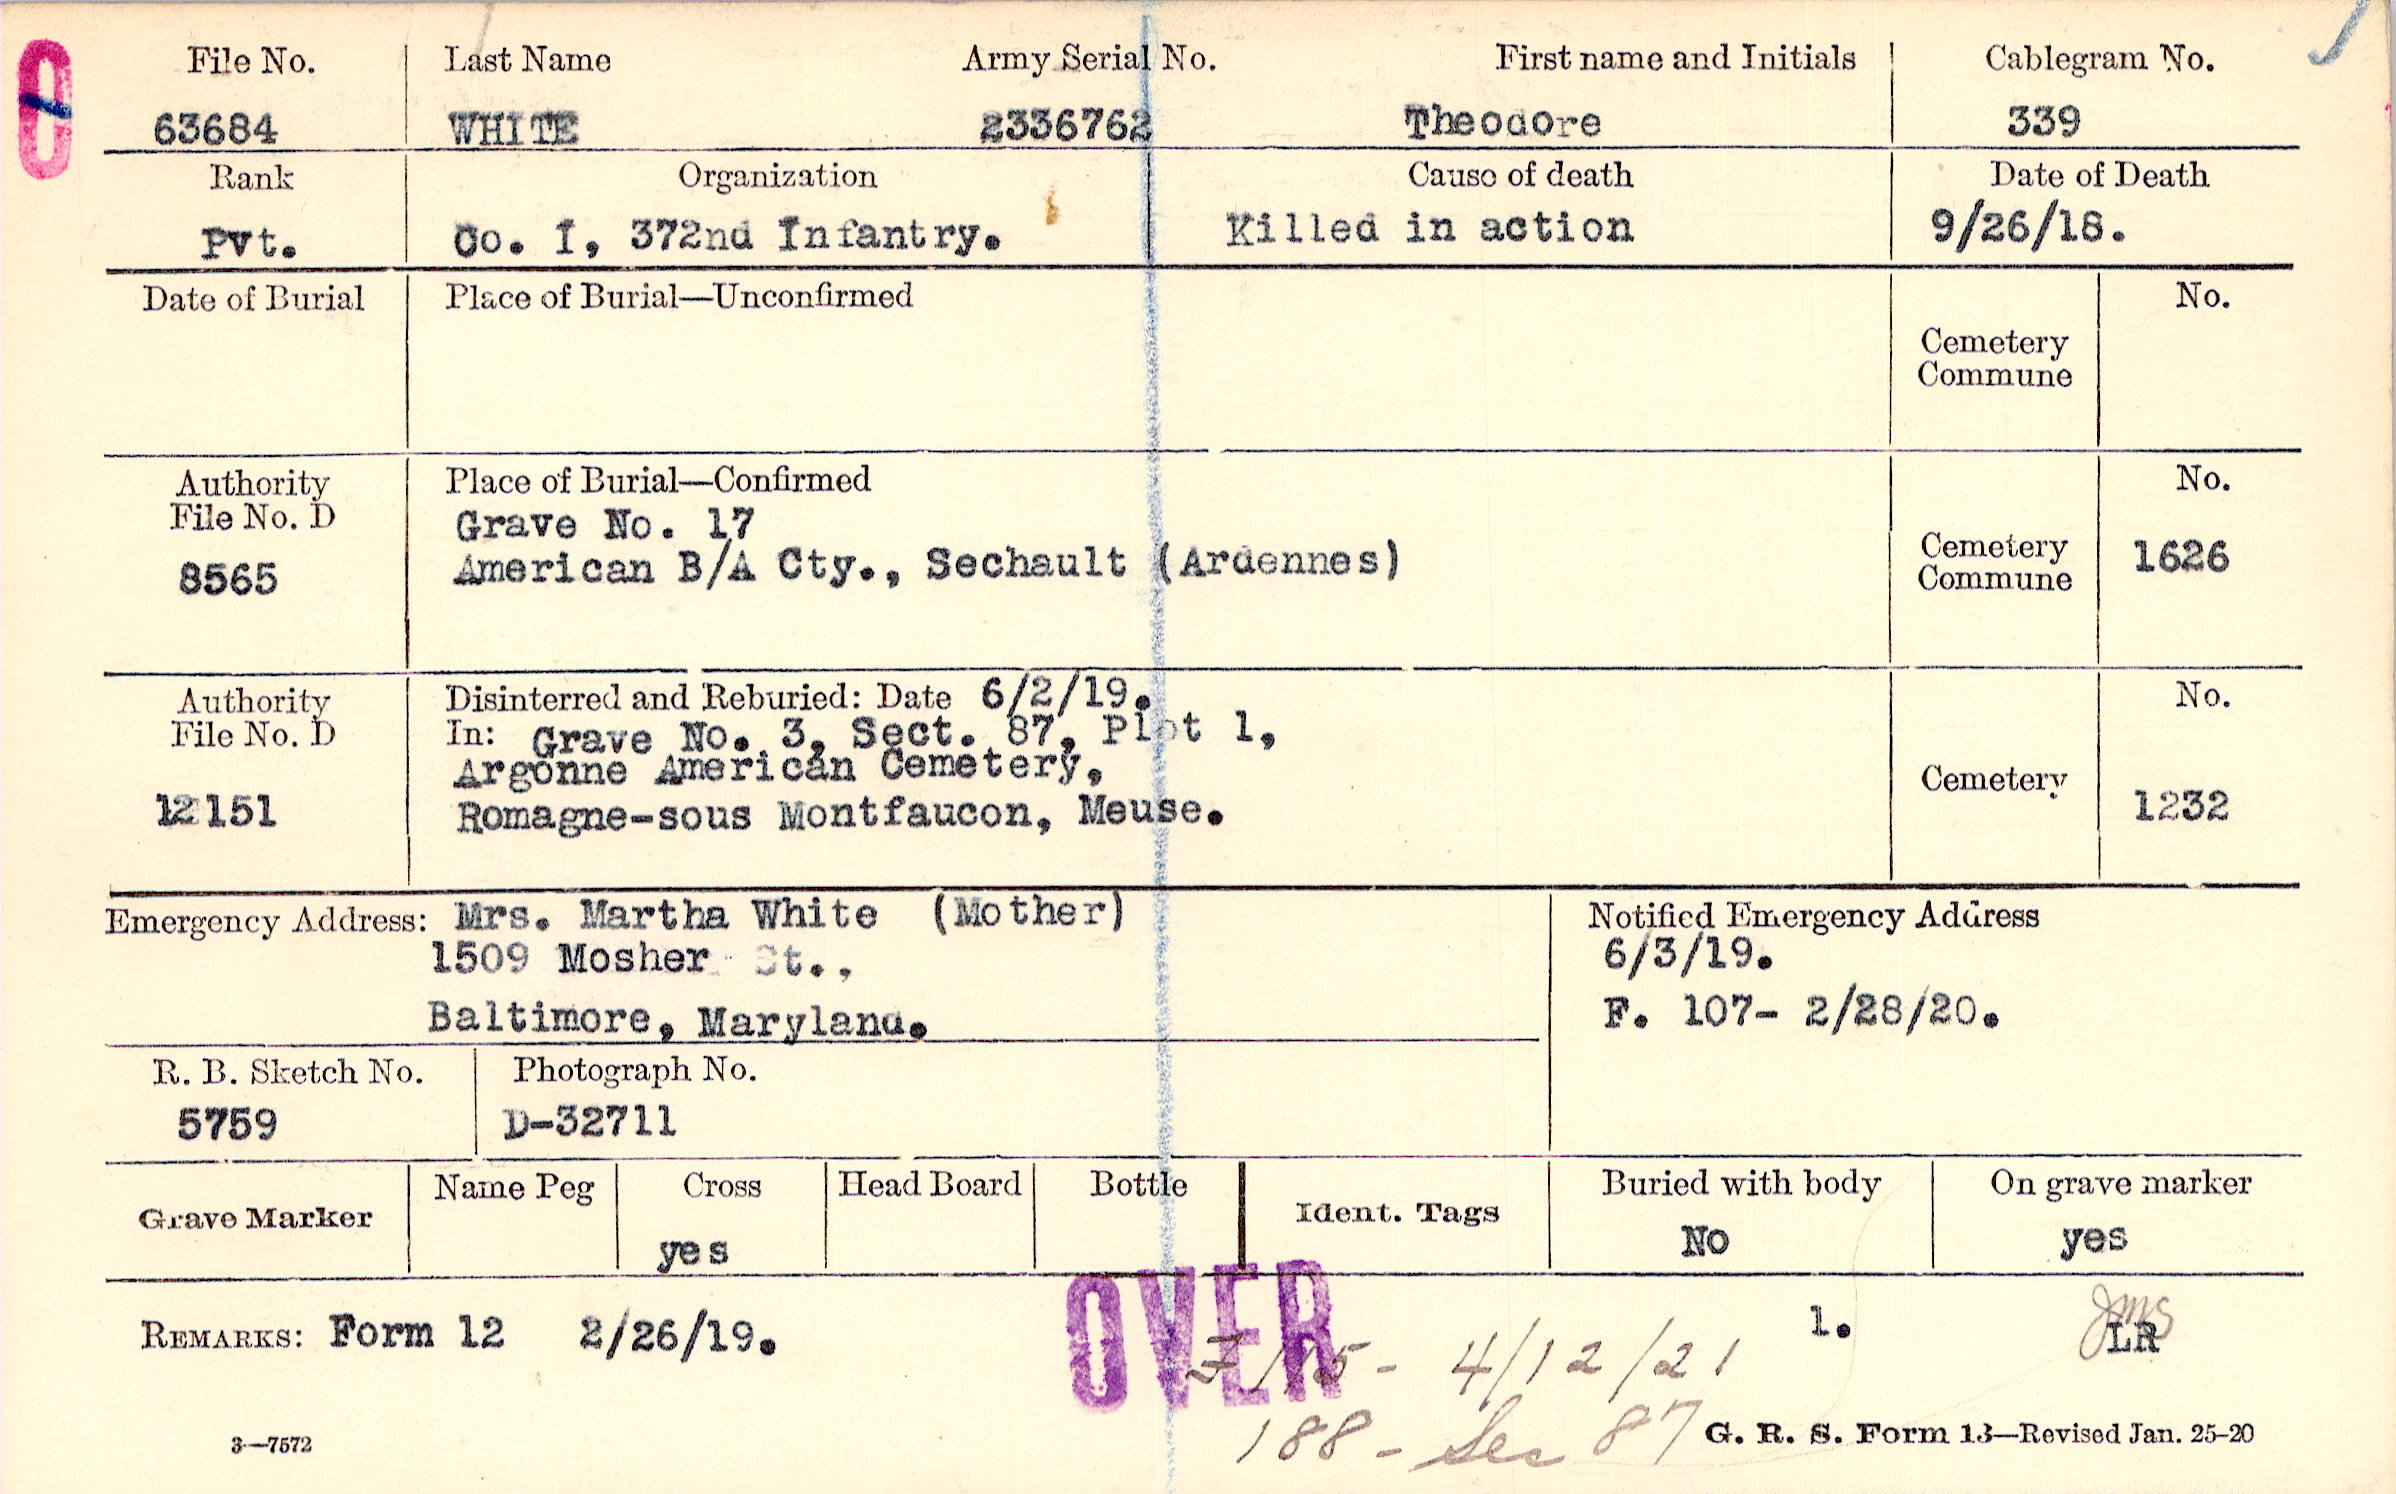 File No. Last Name Army Serial No. First name and Initials Cablegram No.
63684 WHITE 2336762 Theodore 339
Rank Organization Cause of death Date of Death
Pvt. Co. I, 372nd Infantry. Killed in action 9/26/18.
Date of Burial Place of Burial—Unconfirmed No.
Cemetery
Commune
Authority Place of Burial—Confirmed No.
File No. D Grave No. 17
8565 American B/A Cty., Sechault (Ardennes) Cemetery 1626
Commune
Authority Disinterred and Reburied: Date 6/2/19. No.
File No. D In: Grave No. 3, Sect. 87, Plot 1,
Argonne American Cemetery, Cemetery
12151 Romagne-sous Montfaucon, Meuse. 1232
Emergency Address: Mrs. Martha White (Mother) Notified Emergency Address
1509 Mosher St., 6/3/19.
Baltimore, Maryland. F. 107- 2/28/20.
R. B. Sketch No. Photograph No.
5759 D-32711
Grave Marker Name Peg Cross Head Board Bottle Ident. Tags Buried with body On grave marker
yes No yes
OVER
REMARKS: Form 12 2/26/19. 1. LR
4/12/21
188 - Sec 87
3—7572 G. R. S. Form 13—Revised Jan. 25-20